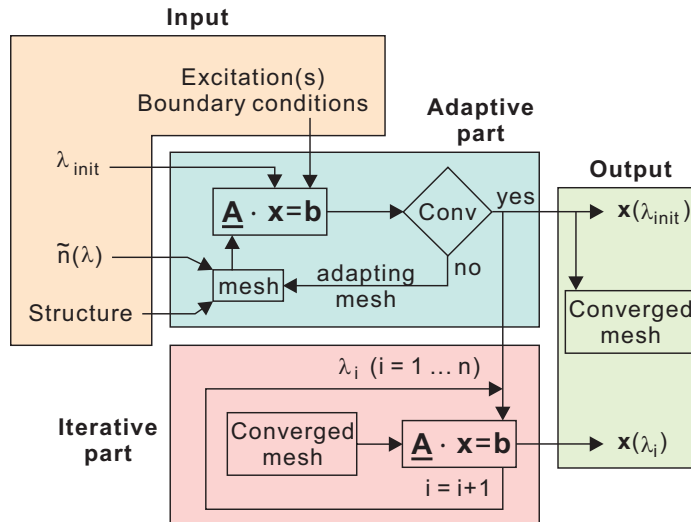 Input
Excitation(s)
Boundary conditions
Adaptive
part
λ init
A · x=b
Conv
yes
no
ñ(λ)
mesh
adapting
mesh
Structure
Output
x(λinit)
Converged
mesh
x(λi)
Iterative
part
λi (i = 1 ... n)
Converged
mesh
A · x=b
i = i+1